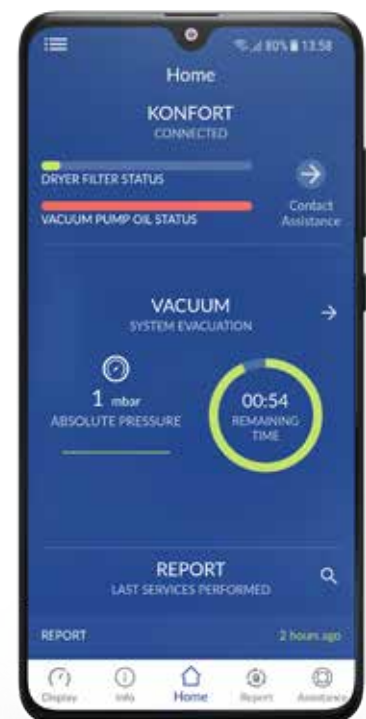 80% 13:58
Home
KONFORT
CONNECTED
DRYER FILTER STATUS
Contact
Assistance
VACUUM PUMP OIL STATUS
VACUUM
SYSTEM EVACUATION
1 mbar
ABSOLUTE PRESSURE
00:54
REMAINING
TIME
REPORT
LAST SERVICES PERFORMED
REPORT 2 hours ago
Display Info Home Report Assistance